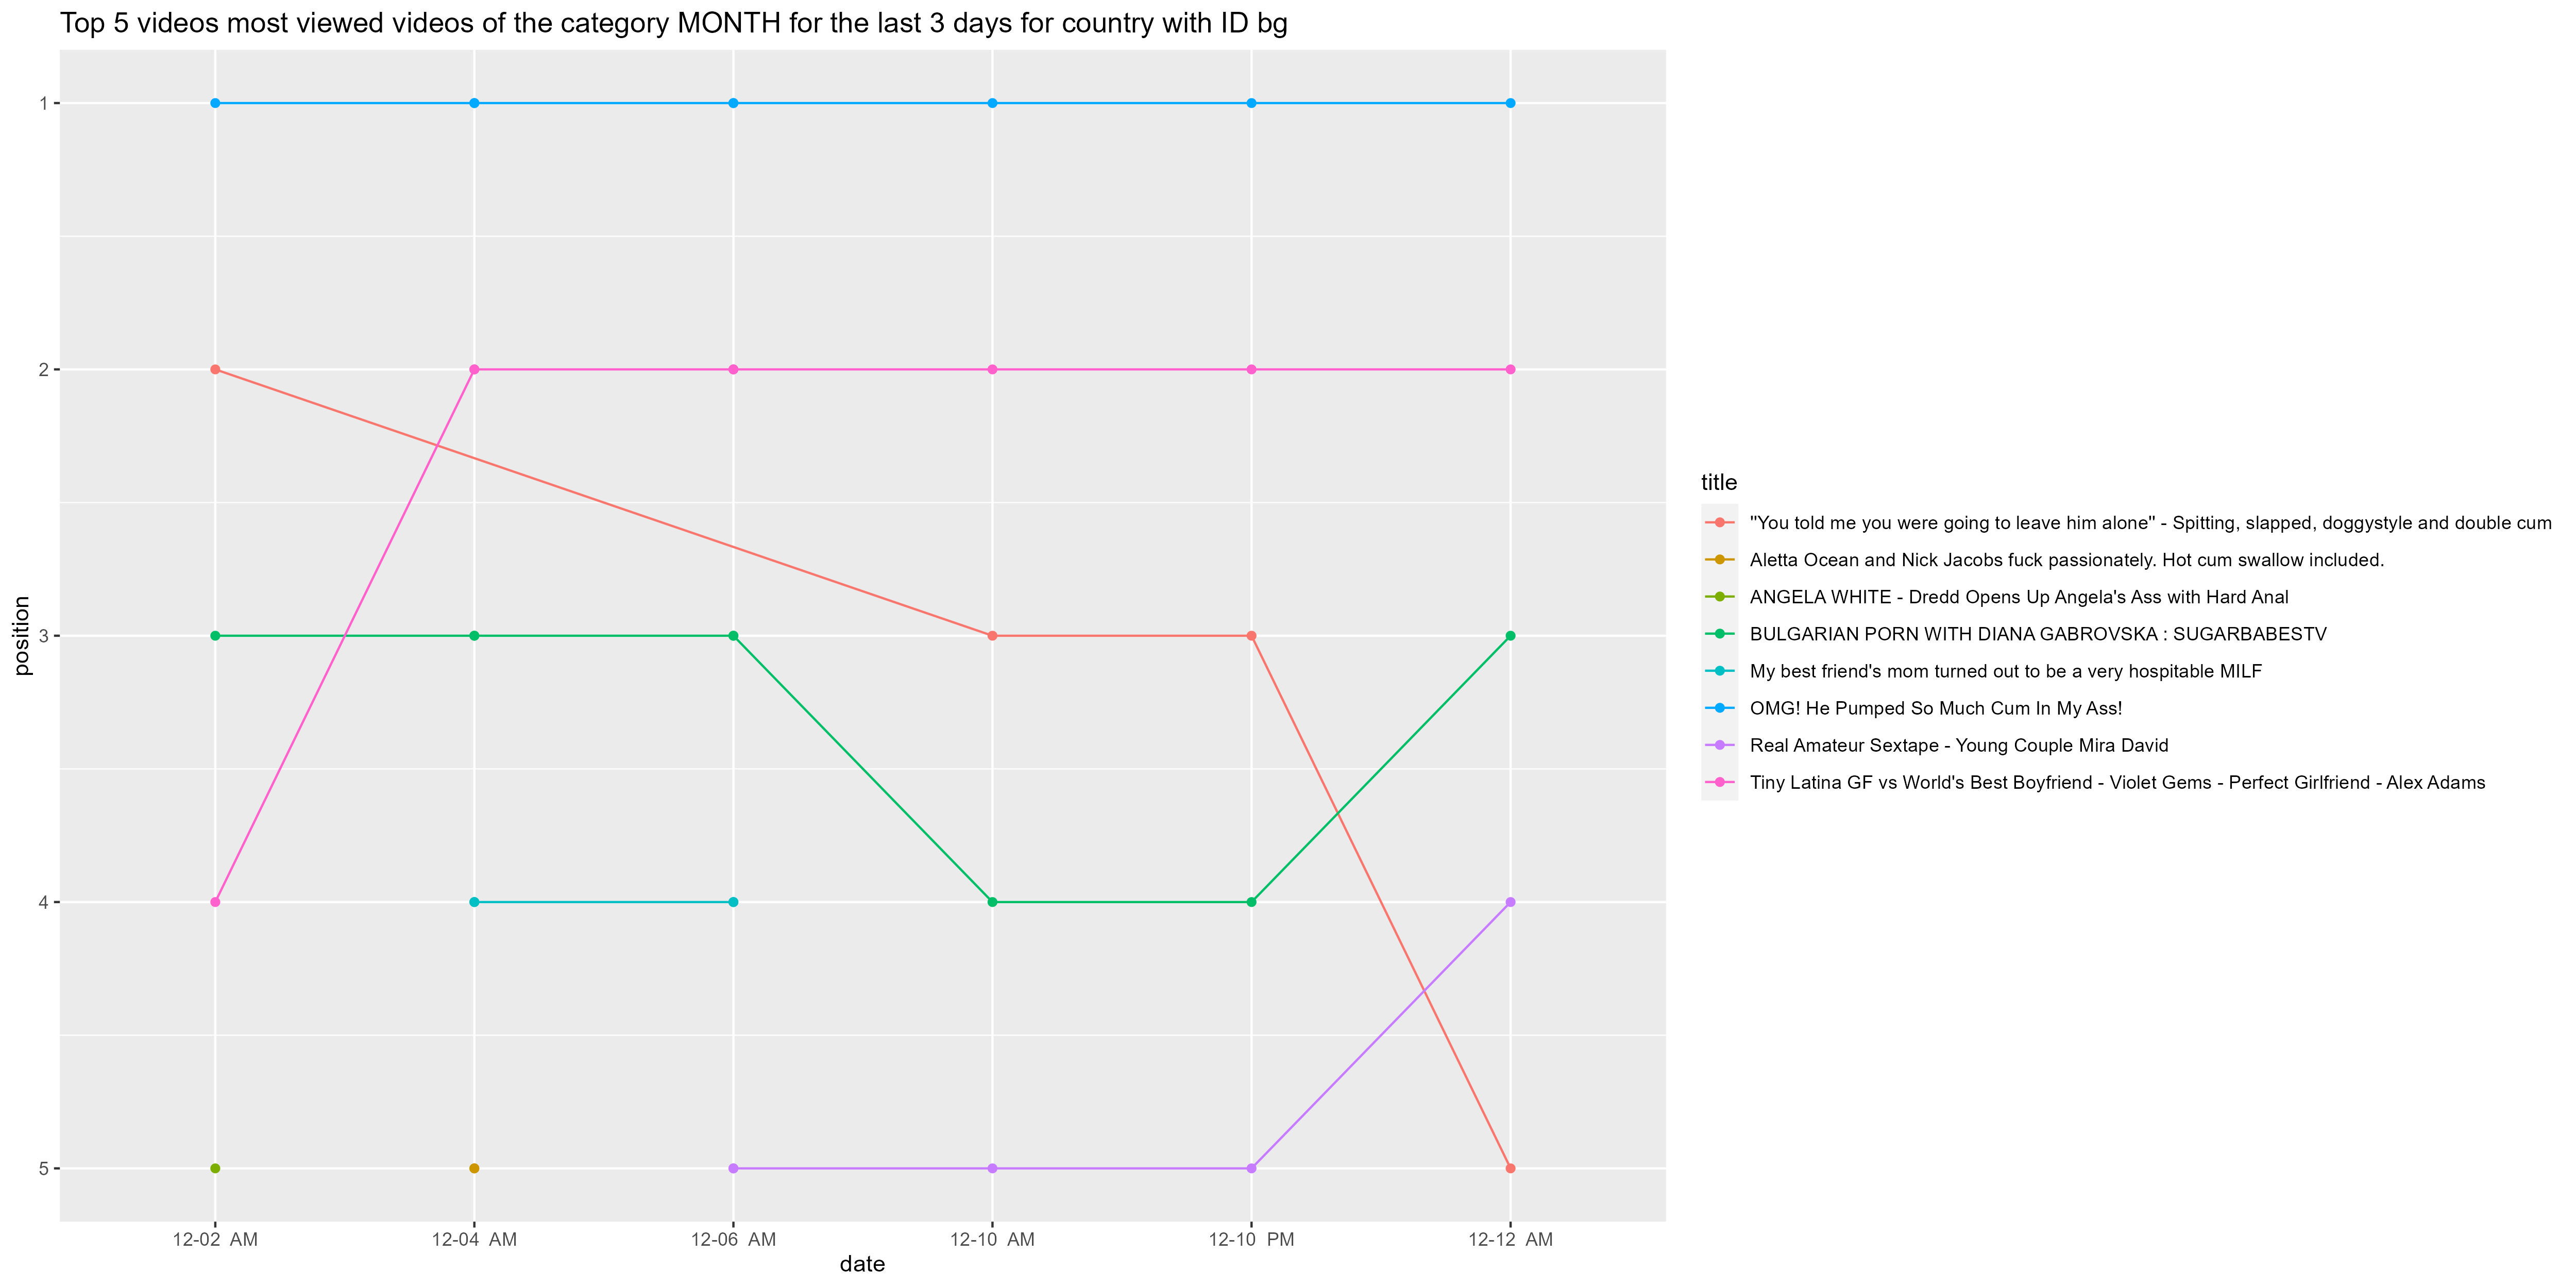 Top 5 videos most viewed videos of the category MONTH for the last 3 days for country with ID bg
position
1
2
3
4
5
12-02  AM
12-04  AM
12-06  AM
12-10  AM
12-10  PM
12-12  AM
date
title
"You told me you were going to leave him alone" - Spitting, slapped, doggystyle and double cum
Aletta Ocean and Nick Jacobs fuck passionately. Hot cum swallow included.
ANGELA WHITE - Dredd Opens Up Angela's Ass with Hard Anal
BULGARIAN PORN WITH DIANA GABROVSKA : SUGARBABESTV
My best friend's mom turned out to be a very hospitable MILF
OMG! He Pumped So Much Cum In My Ass!
Real Amateur Sextape - Young Couple Mira David
Tiny Latina GF vs World's Best Boyfriend - Violet Gems - Perfect Girlfriend - Alex Adams